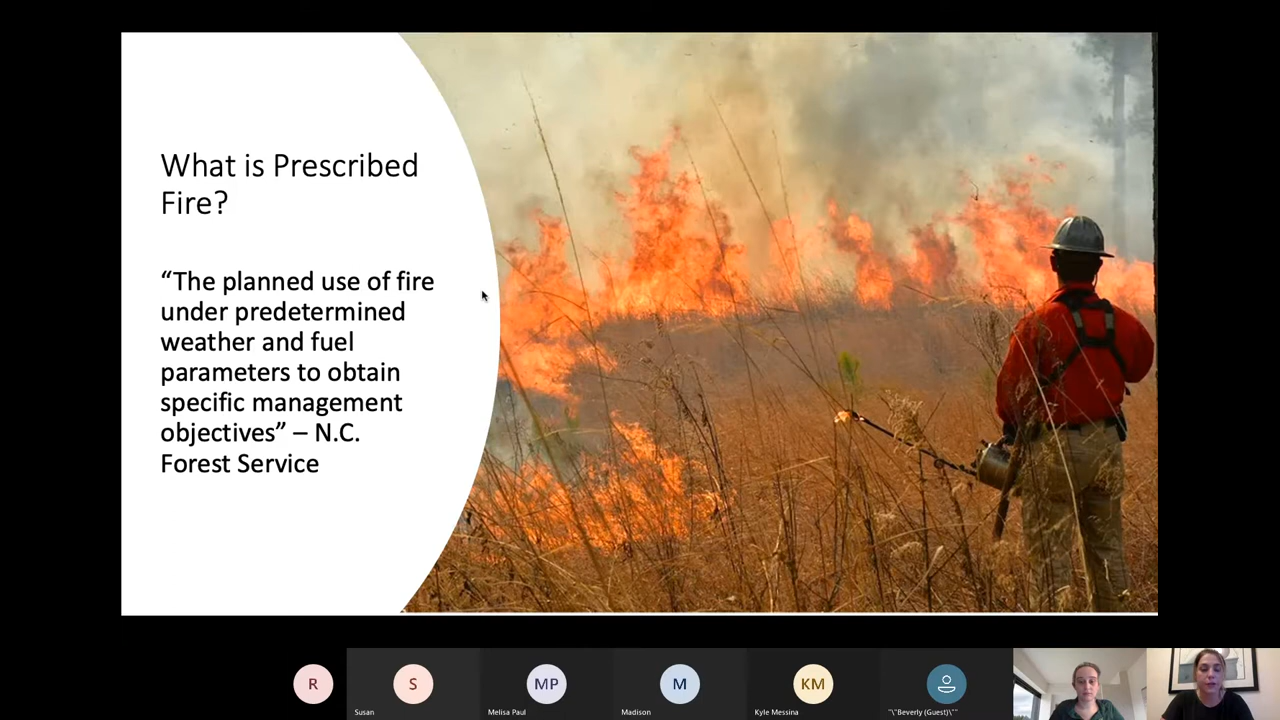 What is Prescribed
Fire?
“The planned use of fire
under predetermined
weather and fuel
parameters to obtain
specific management
objectives” – N.C.
Forest Service
R
S
MP
M
KM
Susan
Melisa Paul
Madison
Kyle Messina
"\"Beverly (Guest)\""